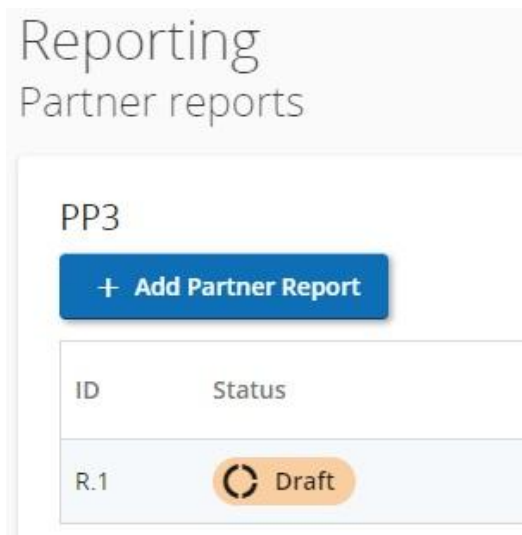 Reporting
Partner reports
PP3
+ Add Partner Report
ID Status
R.1 Draft